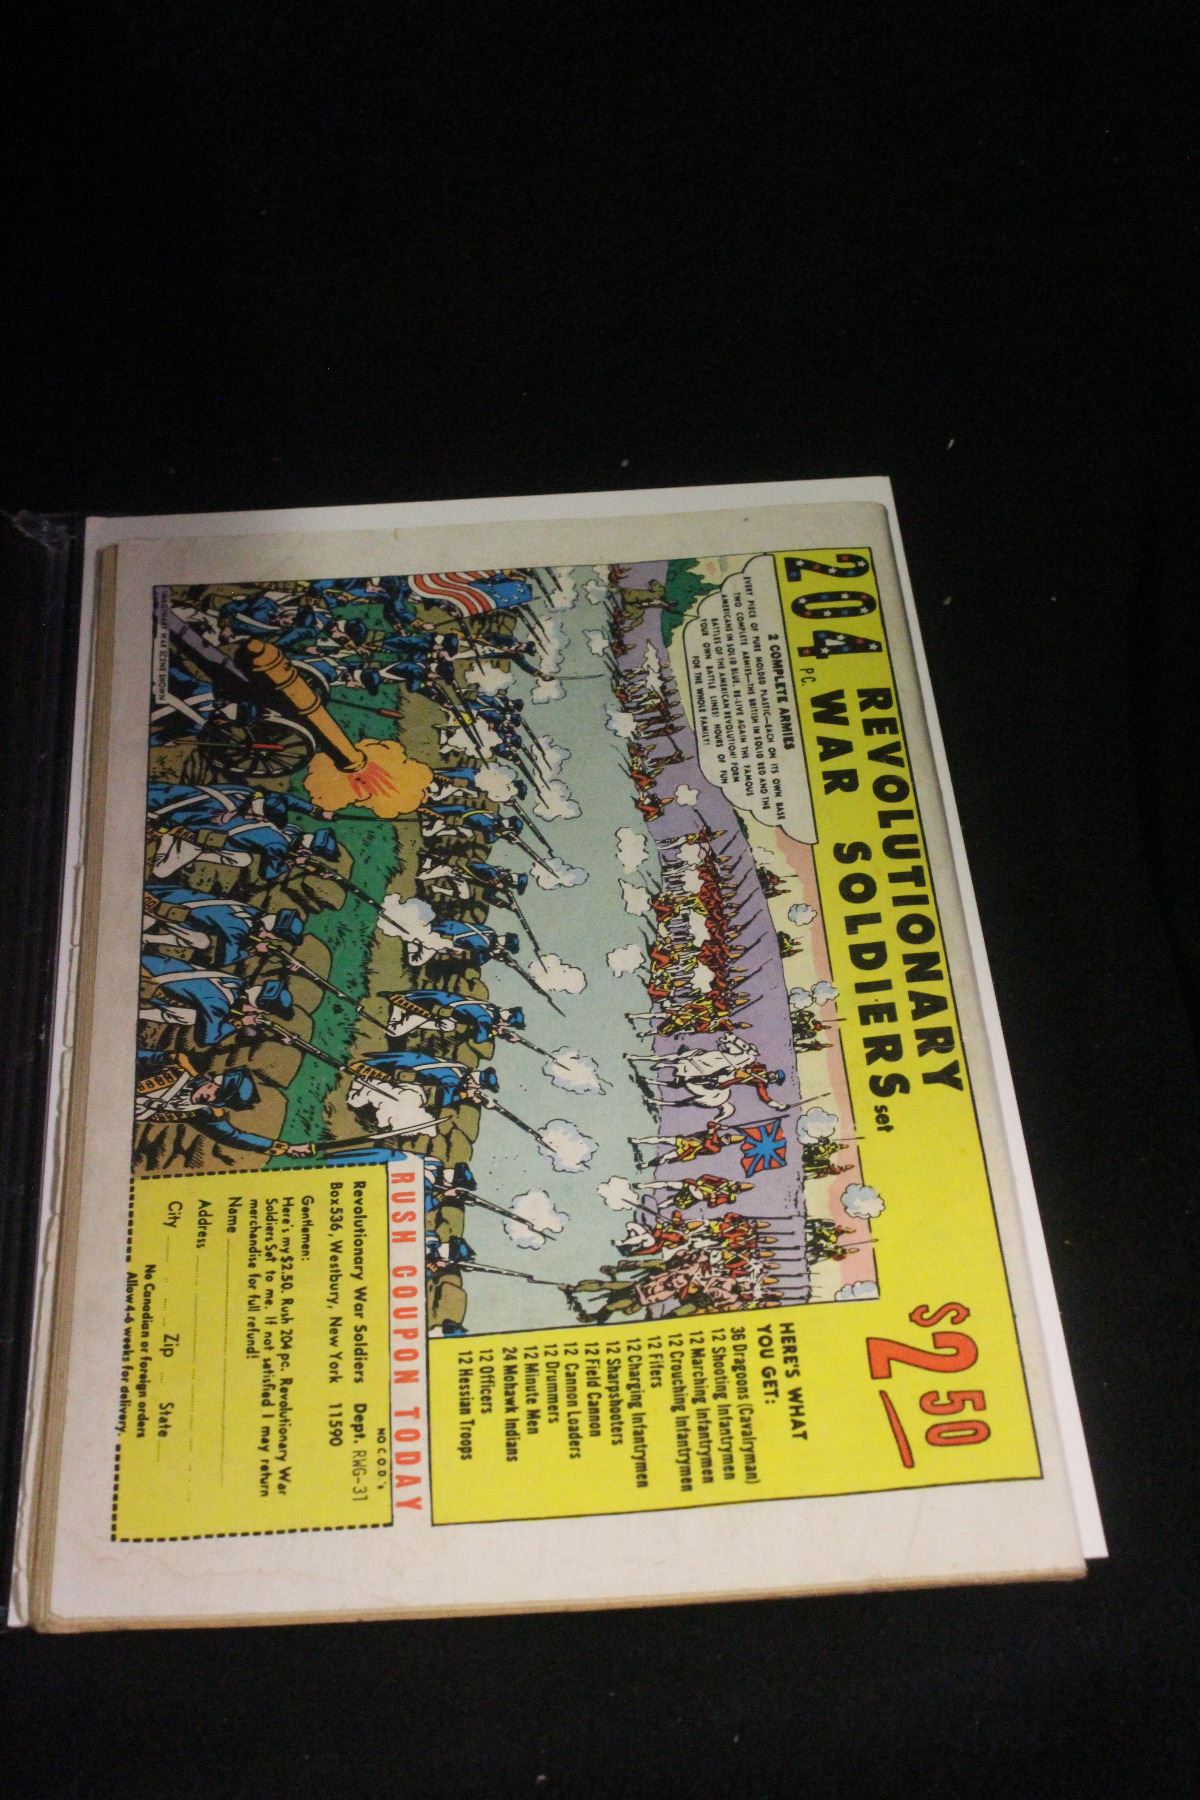 204 PC. REVOLUTIONARY
WAR SOLDIERS set
$2 50
2 COMPLETE ARMIES
EVERY PIECE OF PURE MOLDED PLASTIC—EACH ON ITS OWN BASE
TWO COMPLETE ARMIES—THE BRITISH IN SOLID RED AND THE
AMERICANS IN SOLID BLUE. RE-LIVE AGAIN THE FAMOUS
BATTLES OF THE AMERICAN REVOLUTION! FORM
YOUR OWN BATTLE LINES! HOURS OF FUN
FOR THE WHOLE FAMILY!
HERE'S WHAT
YOU GET:
36 Dragoons (Cavalryman)
12 Shooting Infantrymen
12 Marching Infantrymen
12 Crouching Infantrymen
12 Fifers
12 Charging Infantrymen
12 Sharpshooters
12 Field Cannon
12 Cannon Loaders
12 Drummers
12 Minute Men
24 Mohawk Indians
12 Officers
12 Hessian Troops
WAR SCENE SHOWN
RUSH COUPON TODAY
NO C.O.D.'s
Revolutionary War Soldiers Dept. RWG-31
Box 536, Westbury, New York 11590
Gentlemen:
Here's my $2.50. Rush 204 pc. Revolutionary War
Soldiers Set to me. If not satisfied I may return
merchandise for full refund!
Name
Address
City Zip State
No Canadian or foreign orders
Allow 4-6 weeks for delivery.